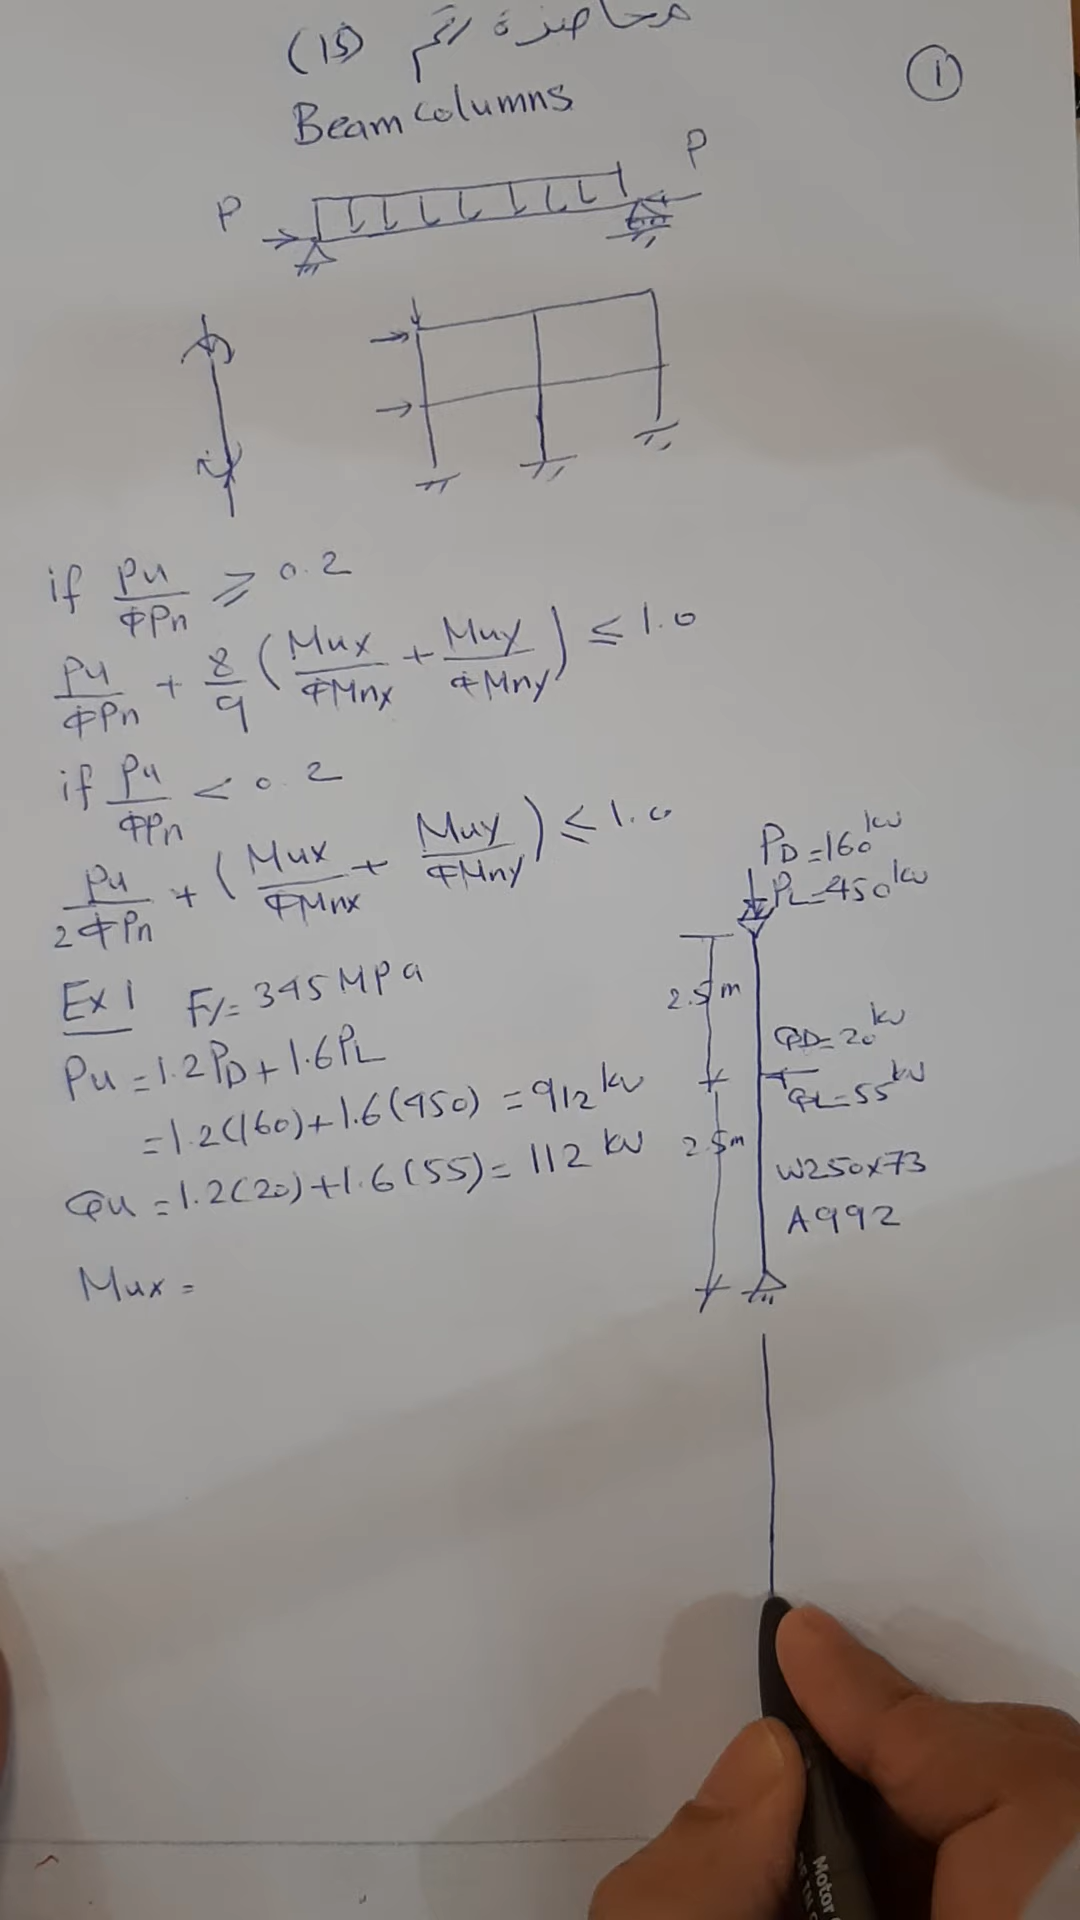 محاضرة رقم (15)
①
Beam columns
P
P
if Pu/ΦPn ≥ 0.2
Pu/ΦPn + 8/9 (Mux/ΦMnx + Muy/ΦMny) ≤ 1.0
if Pu/ΦPn < 0.2
Pu/2ΦPn + (Mux/ΦMnx + Muy/ΦMny) ≤ 1.0
PD=160 kN
PL=450 kN
2.5 m
QD=20 kN
QL=55 kN
2.5m
W250x73
A992
Ex1 Fy=345 MPa
Pu=1.2PD+1.6PL
=1.2(160)+1.6(450)=912 kN
Qu=1.2(20)+1.6(55)=112 kN
Mux=
Motor